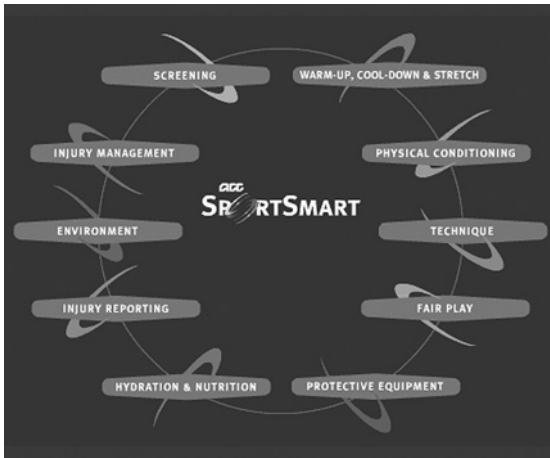 SCREENING
WARM-UP, COOL-DOWN & STRETCH
INJURY MANAGEMENT
PHYSICAL CONDITIONING
acc
SPORTSMART
ENVIRONMENT
TECHNIQUE
INJURY REPORTING
FAIR PLAY
HYDRATION & NUTRITION
PROTECTIVE EQUIPMENT